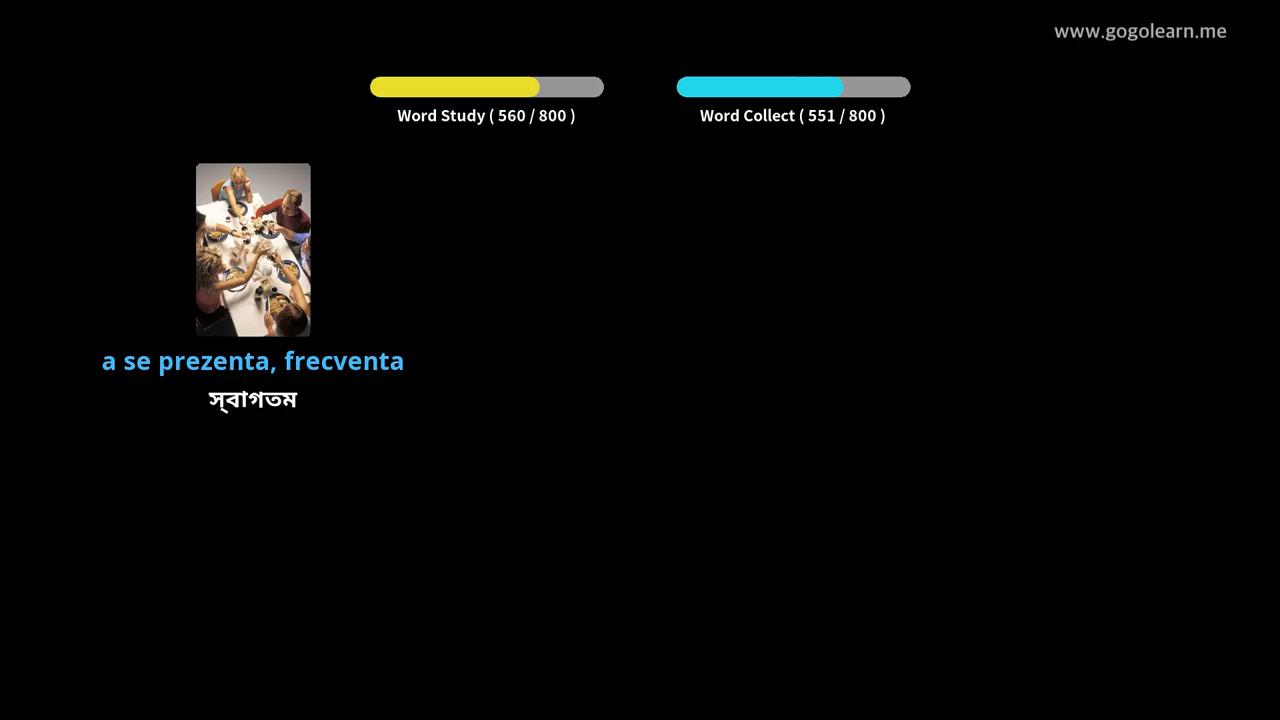 www.gogolearn.me
Word Study ( 560 / 800 )
Word Collect ( 551 / 800 )
a se prezenta, frecventa
স্বাগতম